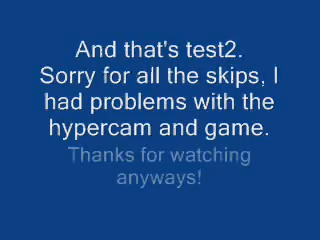 And that's test2.
Sorry for all the skips, I
had problems with the
hypercam and game.
Thanks for watching
anyways!